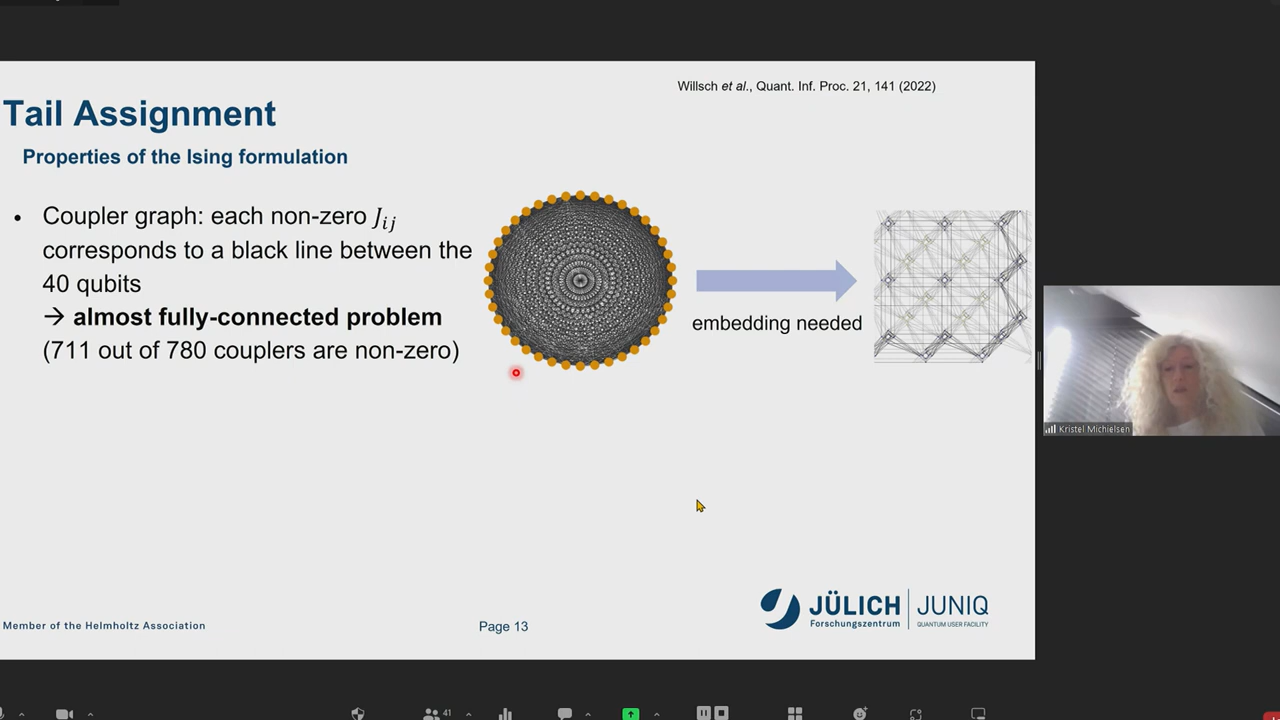 Willsch et al., Quant. Inf. Proc. 21, 141 (2022)
Tail Assignment
Properties of the Ising formulation
• Coupler graph: each non-zero J_ij
corresponds to a black line between the
40 qubits
→ almost fully-connected problem
(711 out of 780 couplers are non-zero)
embedding needed
Kristel Michielsen
JÜLICH
Forschungszentrum
JUNIQ
QUANTUM USER FACILITY
Member of the Helmholtz Association
Page 13
41